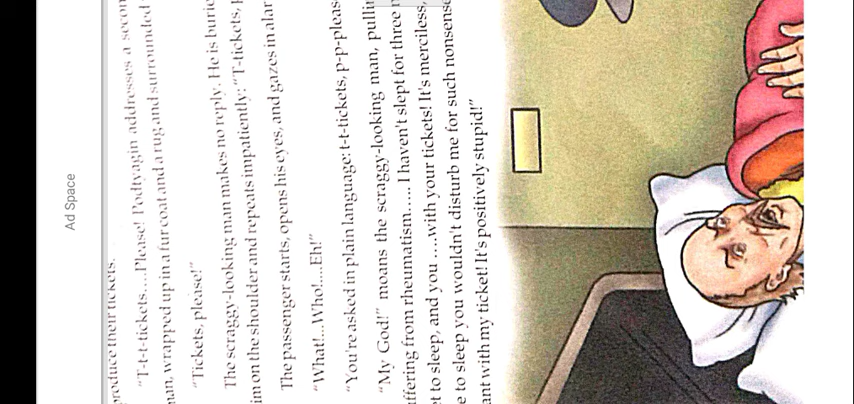 Ad Space
produce their tickets.
"T-t-t-tickets....Please! Podtyagin addresses a secon
man, wrapped up in a fur coat and a rug and surrounded
"Tickets, please!"
The scraggy-looking man makes no reply. He is burie
im on the shoulder and repeats impatiently: "T-tickets, p
The passenger starts, opens his eyes, and gazes in alar
"What!...Who!....Eh!"
"You're asked in plain language: t-t-tickets, p-p-pleas
"My God!" moans the scraggy-looking man, pullin
uffering from rheumatism...... I haven't slept for three n
et to sleep, and you ....with your tickets! It's merciless,
e to sleep you wouldn't disturb me for such nonsense
ant with my ticket! It's positively stupid!"